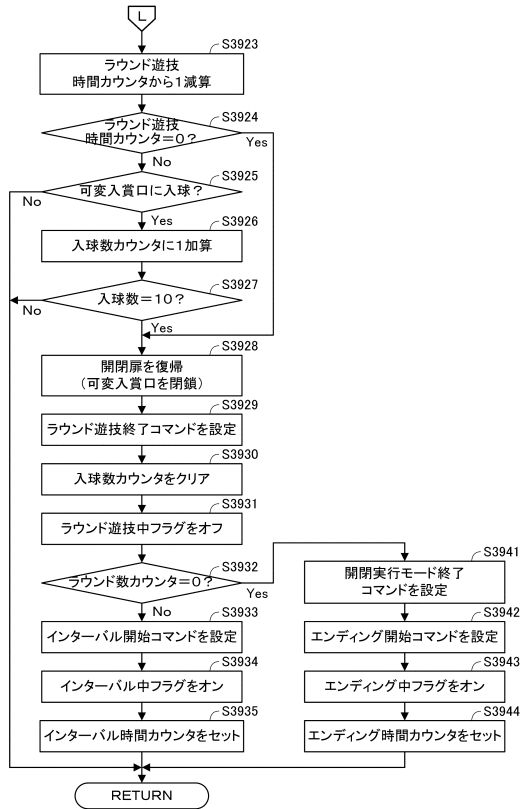 L
S3923
ラウンド遊技
時間カウンタから1減算
S3924
ラウンド遊技
時間カウンタ=0?
Yes
No
S3925
可変入賞口に入球?
No
Yes
S3926
入球数カウンタに1加算
S3927
入球数=10?
No
Yes
S3928
開閉扉を復帰
(可変入賞口を閉鎖)
S3929
ラウンド遊技終了コマンドを設定
S3930
入球数カウンタをクリア
S3931
ラウンド遊技中フラグをオフ
S3932
ラウンド数カウンタ=0?
Yes
No
S3933
インターバル開始コマンドを設定
S3934
インターバル中フラグをオン
S3935
インターバル時間カウンタをセット
S3941
開閉実行モード終了
コマンドを設定
S3942
エンディング開始コマンドを設定
S3943
エンディング中フラグをオン
S3944
エンディング時間カウンタをセット
RETURN